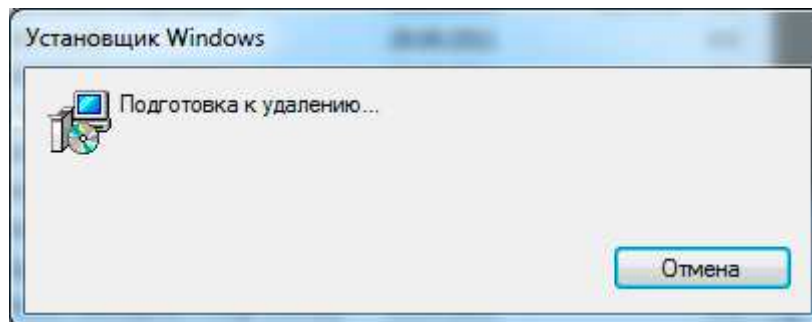 Установщик Windows
Подготовка к удалению...
Отмена